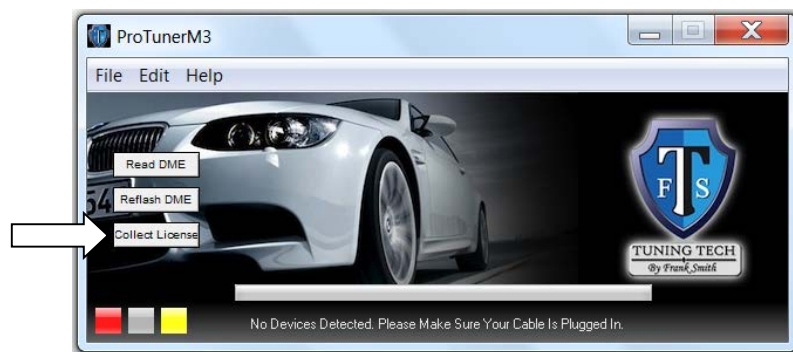 ProTunerM3
File Edit Help
Read DME
Reflash DME
Collect License
54
T
F S
TUNING TECH
By Frank Smith
No Devices Detected. Please Make Sure Your Cable Is Plugged In.